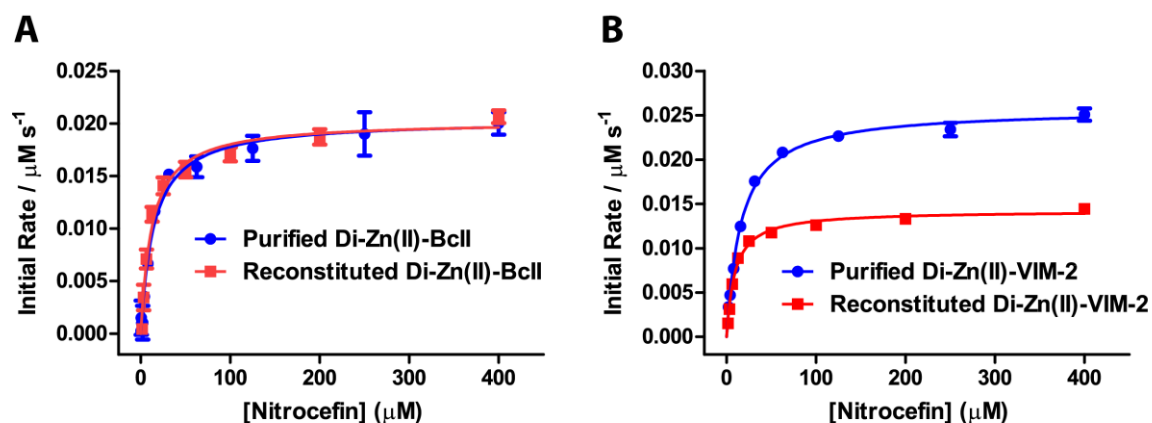 A
Initial Rate / μM s⁻¹
0.025
0.020
0.015
0.010
0.005
0.000
Purified Di-Zn(II)-BcII
Reconstituted Di-Zn(II)-BcII
0 100 200 300 400
[Nitrocefin] (μM)
B
Initial Rate / μM s⁻¹
0.030
0.025
0.020
0.015
0.010
0.005
0.000
Purified Di-Zn(II)-VIM-2
Reconstituted Di-Zn(II)-VIM-2
0 100 200 300 400
[Nitrocefin] (μM)